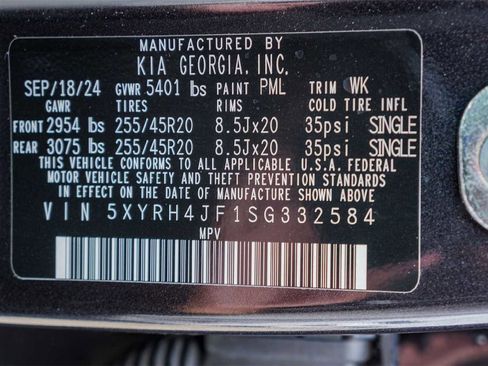 MANUFACTURED BY
KIA GEORGIA, INC.
SEP/18/24 GVWR 5401 lbs PAINT PML TRIM WK
GAWR TIRES RIMS COLD TIRE INFL
FRONT 2954 lbs 255/45R20 8.5Jx20 35psi SINGLE
REAR 3075 lbs 255/45R20 8.5Jx20 35psi SINGLE
THIS VEHICLE CONFORMS TO ALL APPLICABLE U.S.A. FEDERAL
MOTOR VEHICLE SAFETY AND THEFT PREVENTION STANDARDS
IN EFFECT ON THE DATE OF MANUFACTURE SHOWN ABOVE
VIN 5XYRH4JF1SG332584
MPV